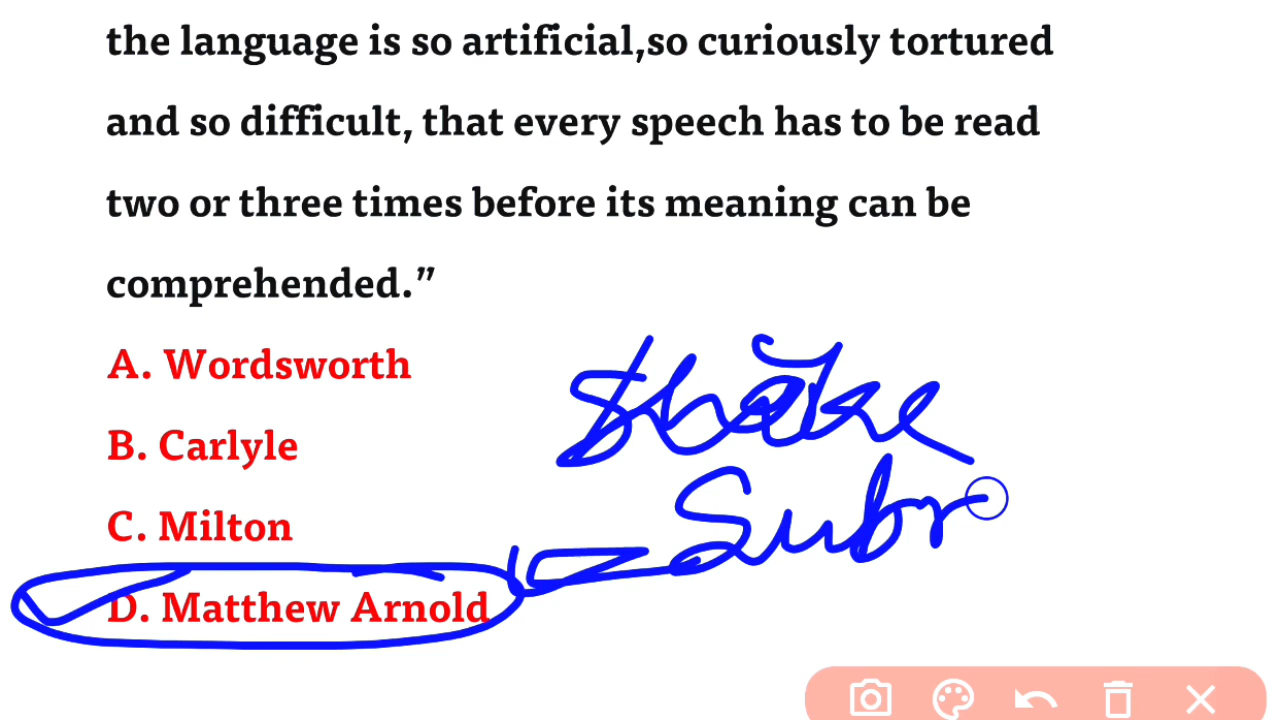 the language is so artificial,so curiously tortured
and so difficult, that every speech has to be read
two or three times before its meaning can be
comprehended.”
A. Wordsworth
B. Carlyle
C. Milton
D. Matthew Arnold
Shake